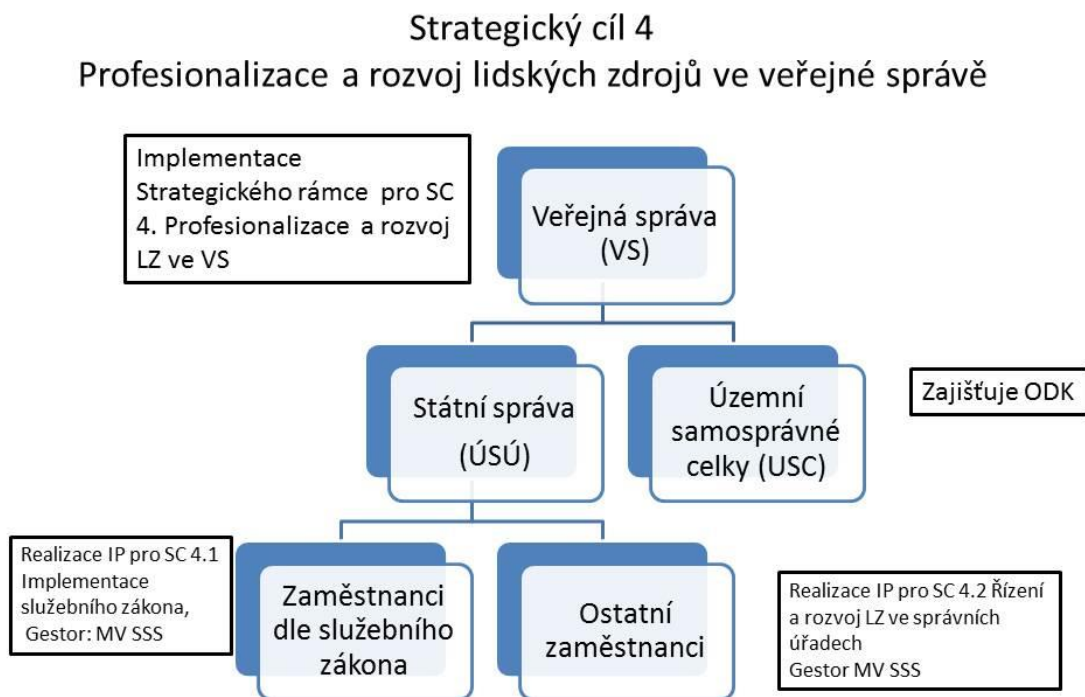 Strategický cíl 4
Profesionalizace a rozvoj lidských zdrojů ve veřejné správě
Implementace
Strategického rámce pro SC
4. Profesionalizace a rozvoj
LZ ve VS
Veřejná správa
(VS)
Státní správa
(ÚSÚ)
Územní
samosprávné
celky (USC)
Zajišťuje ODK
Realizace IP pro SC 4.1
Implementace
služebního zákona,
Gestor: MV SSS
Zaměstnanci
dle služebního
zákona
Ostatní
zaměstnanci
Realizace IP pro SC 4.2 Řízení
a rozvoj LZ ve správních
úřadech
Gestor MV SSS